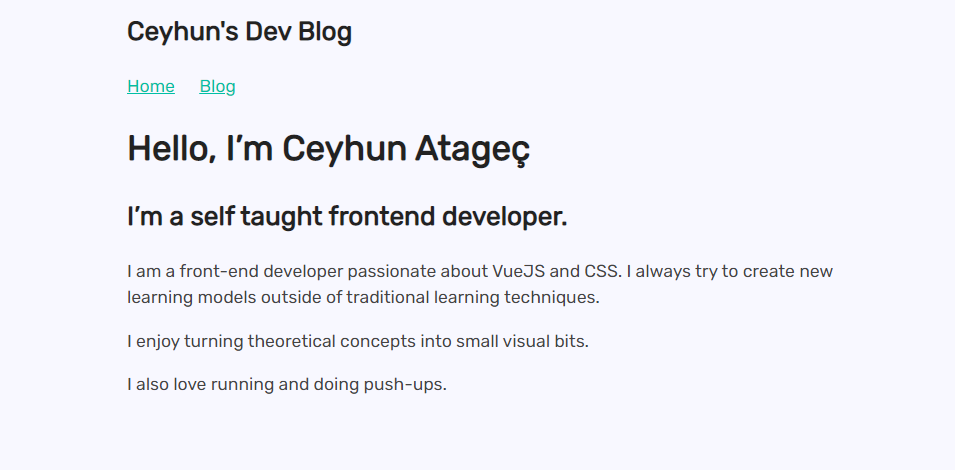 Ceyhun's Dev Blog
Home Blog
Hello, I’m Ceyhun Atageç
I’m a self taught frontend developer.
I am a front-end developer passionate about VueJS and CSS. I always try to create new
learning models outside of traditional learning techniques.
I enjoy turning theoretical concepts into small visual bits.
I also love running and doing push-ups.